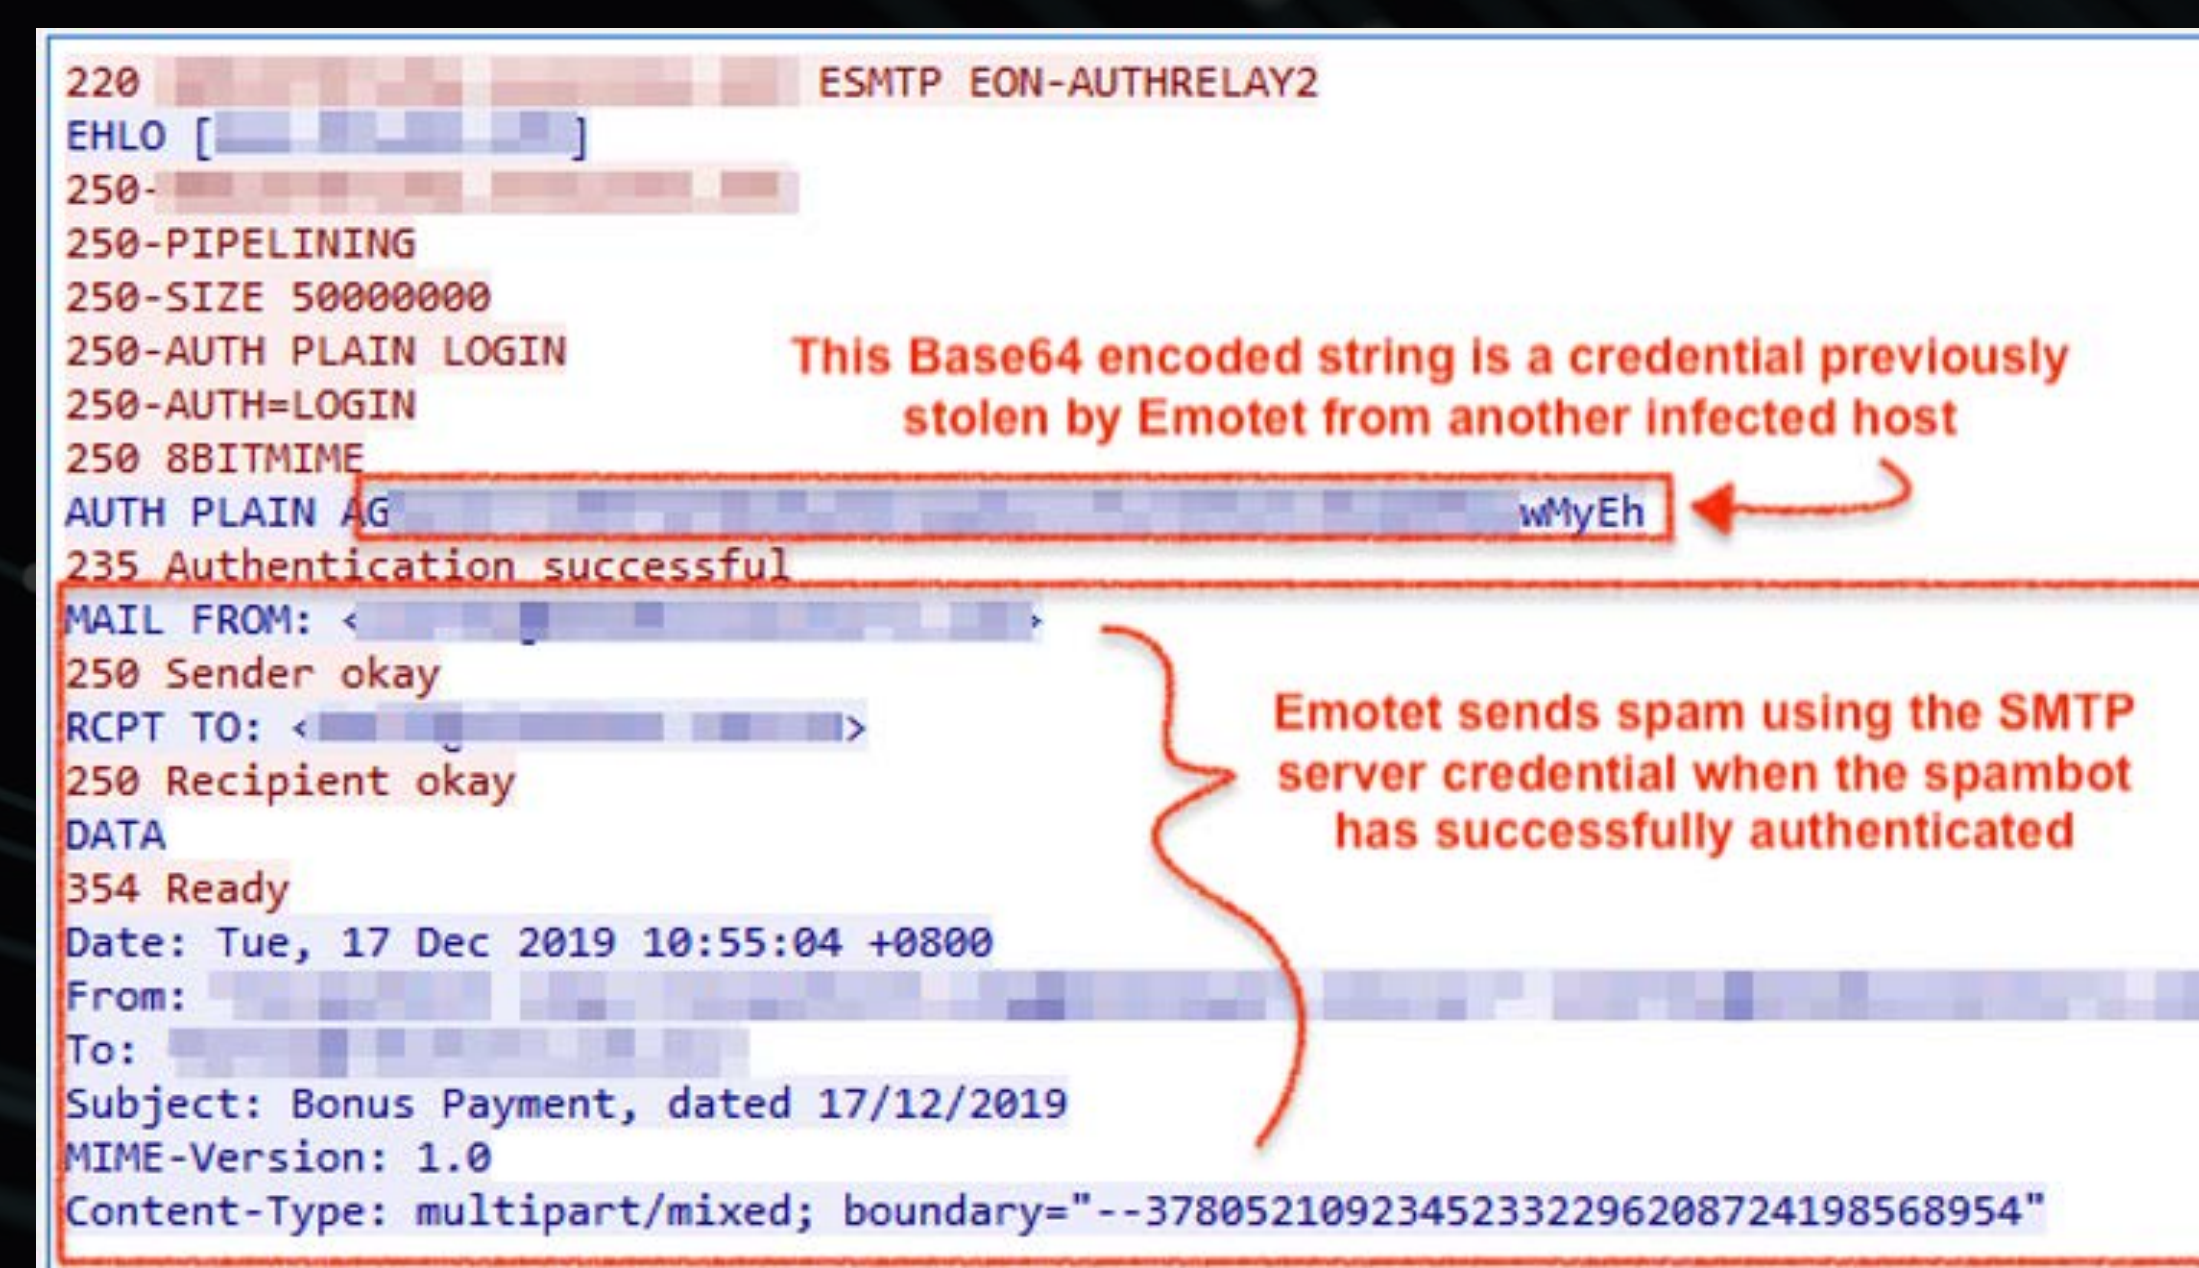 220 ESMTP EON-AUTHRELAY2
EHLO [ ]
250-
250-PIPELINING
250-SIZE 50000000
250-AUTH PLAIN LOGIN
250-AUTH=LOGIN
250 8BITMIME
This Base64 encoded string is a credential previously
stolen by Emotet from another infected host
AUTH PLAIN AG wMyEh
235 Authentication successful
MAIL FROM: < >
250 Sender okay
RCPT TO: < >
250 Recipient okay
DATA
354 Ready
Emotet sends spam using the SMTP
server credential when the spambot
has successfully authenticated
Date: Tue, 17 Dec 2019 10:55:04 +0800
From:
To:
Subject: Bonus Payment, dated 17/12/2019
MIME-Version: 1.0
Content-Type: multipart/mixed; boundary="--37805210923452332296208724198568954"